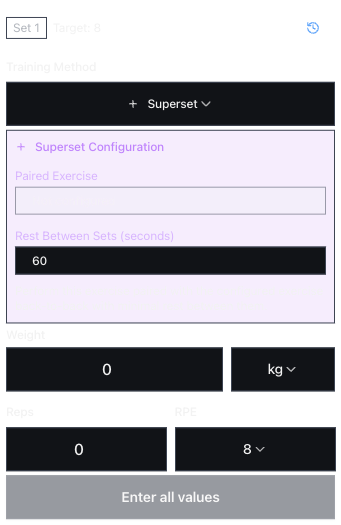 Set 1 Target: 8
Training Method
+ Superset
+ Superset Configuration
Paired Exercise
Rest Between Sets (seconds)
60
Weight
0 kg
Reps RPE
0 8
Enter all values